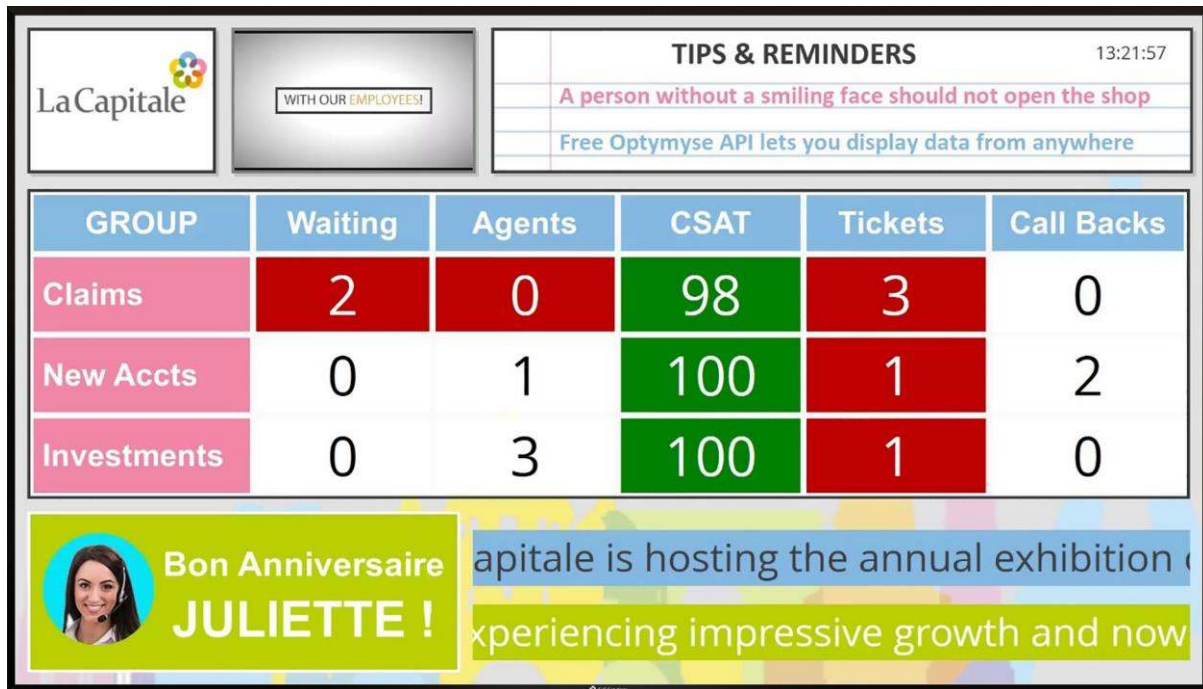 La Capitale
WITH OUR EMPLOYEES!
TIPS & REMINDERS
13:21:57
A person without a smiling face should not open the shop
Free Optymyse API lets you display data from anywhere
GROUP Waiting Agents CSAT Tickets Call Backs
Claims 2 0 98 3 0
New Accts 0 1 100 1 2
Investments 0 3 100 1 0
Bon Anniversaire
JULIETTE !
apitale is hosting the annual exhibition
xperiencing impressive growth and now